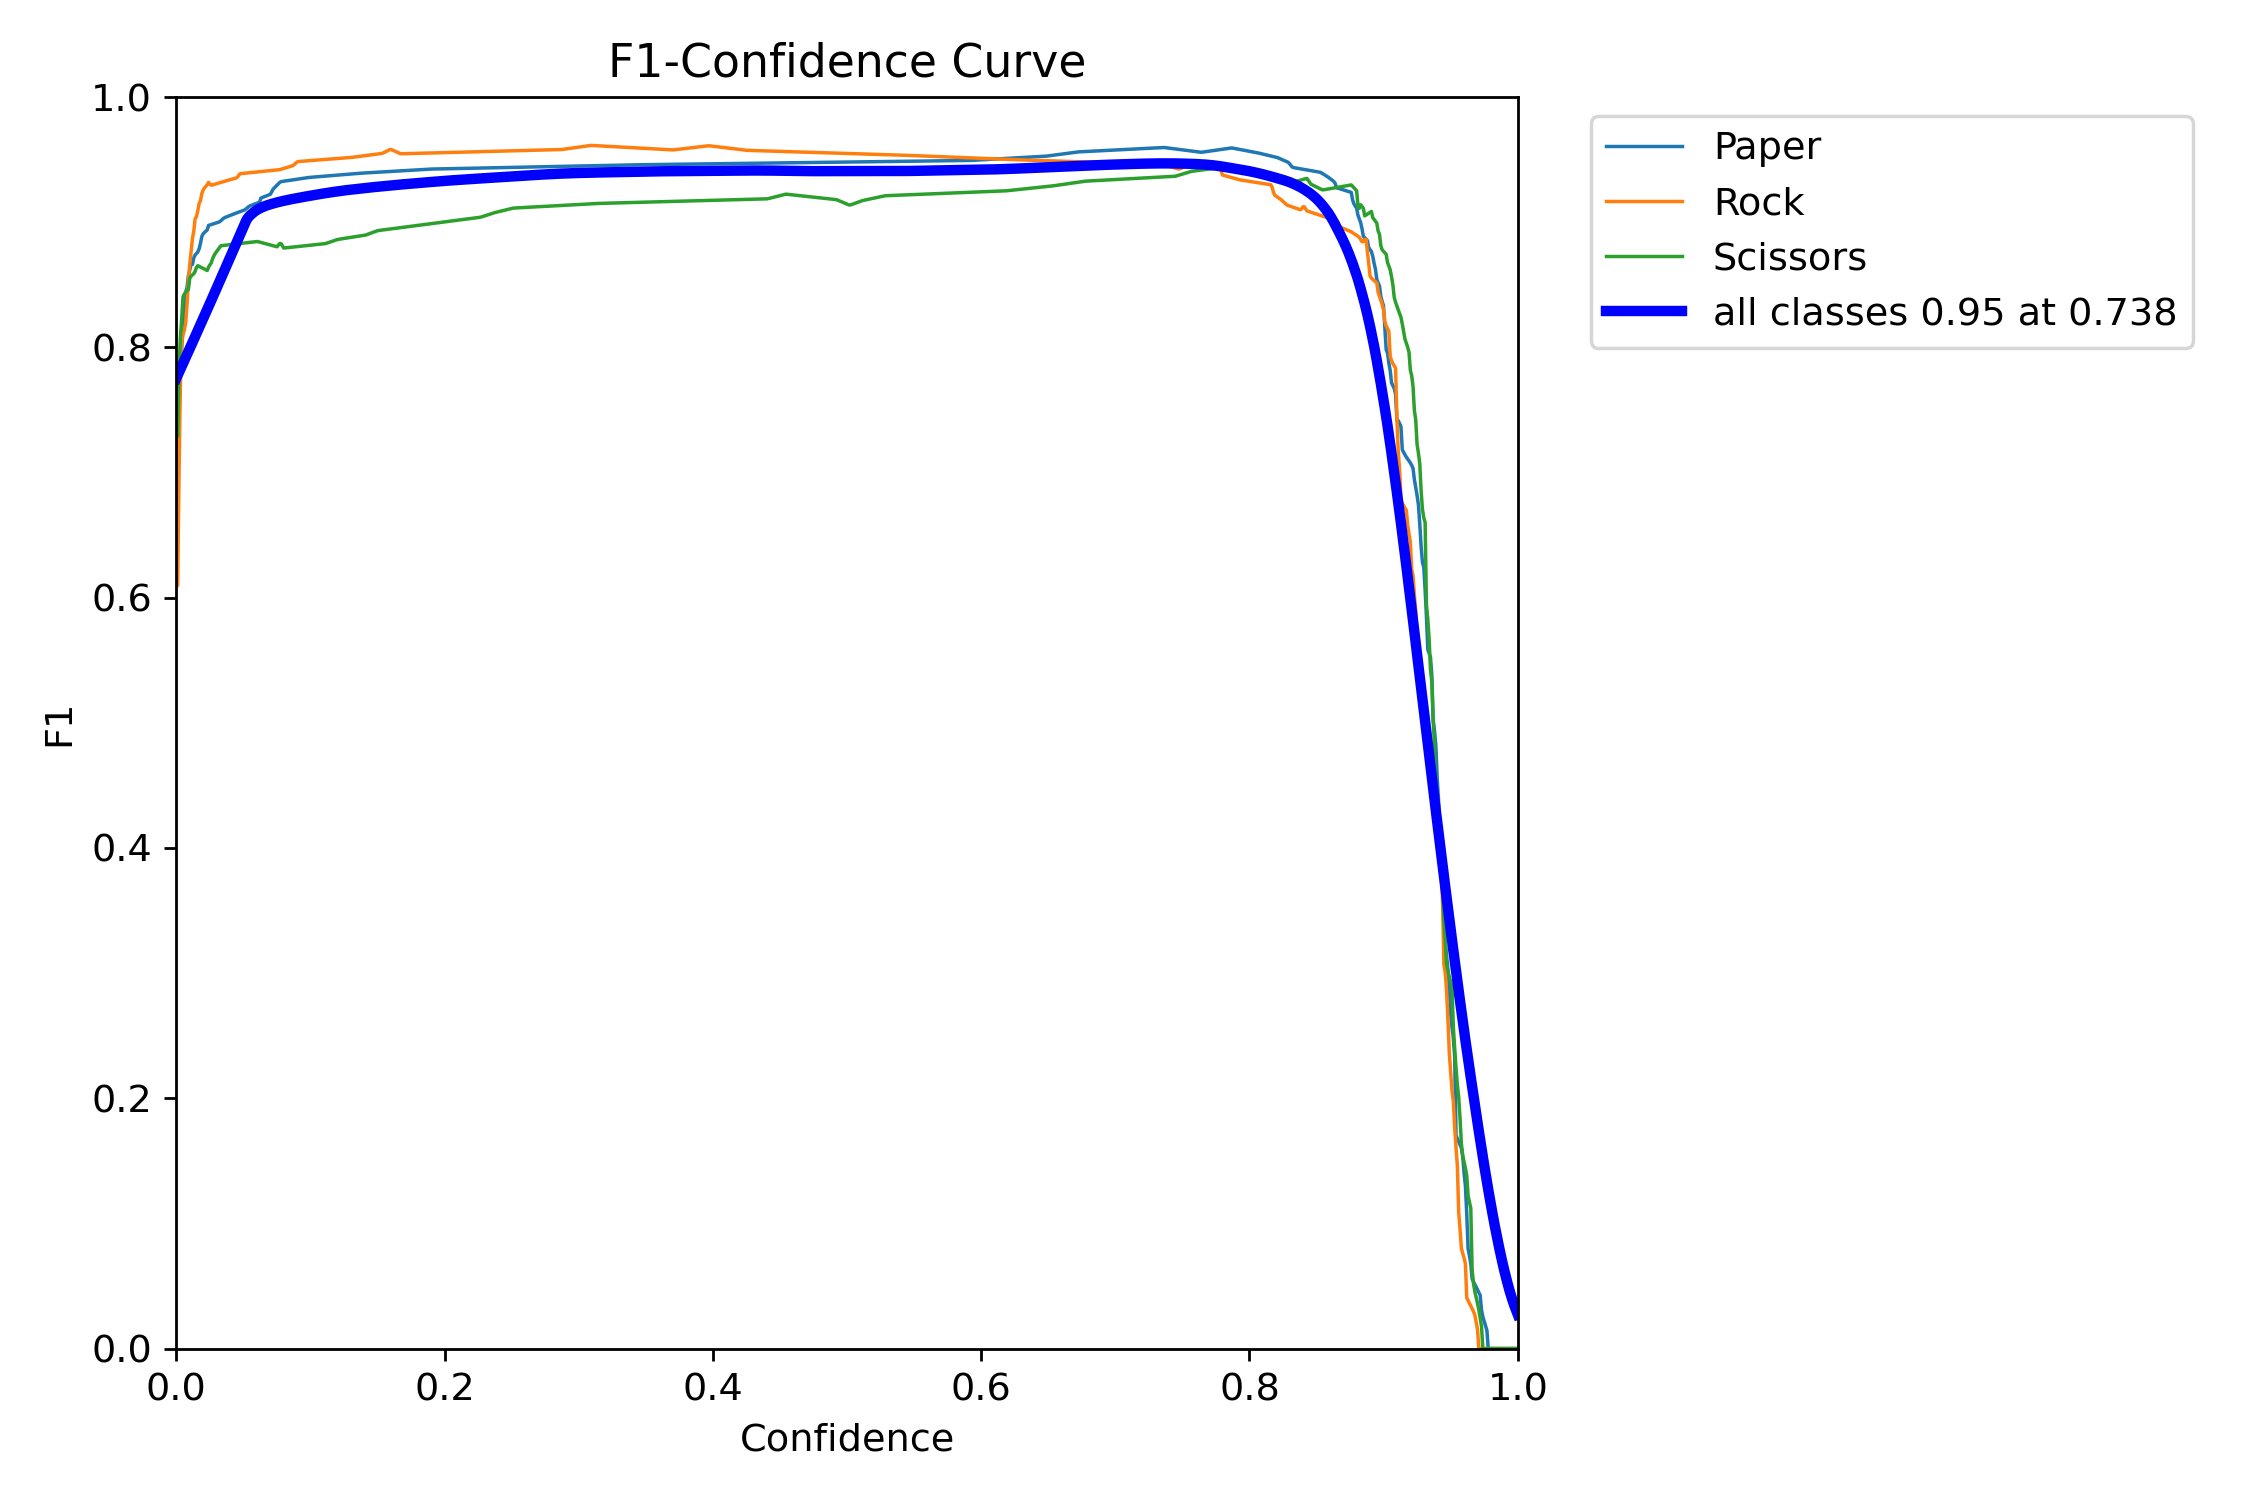 F1-Confidence Curve
1.0
0.8
0.6
0.4
0.2
0.0
F1
0.0 0.2 0.4 0.6 0.8 1.0
Confidence
Paper
Rock
Scissors
all classes 0.95 at 0.738